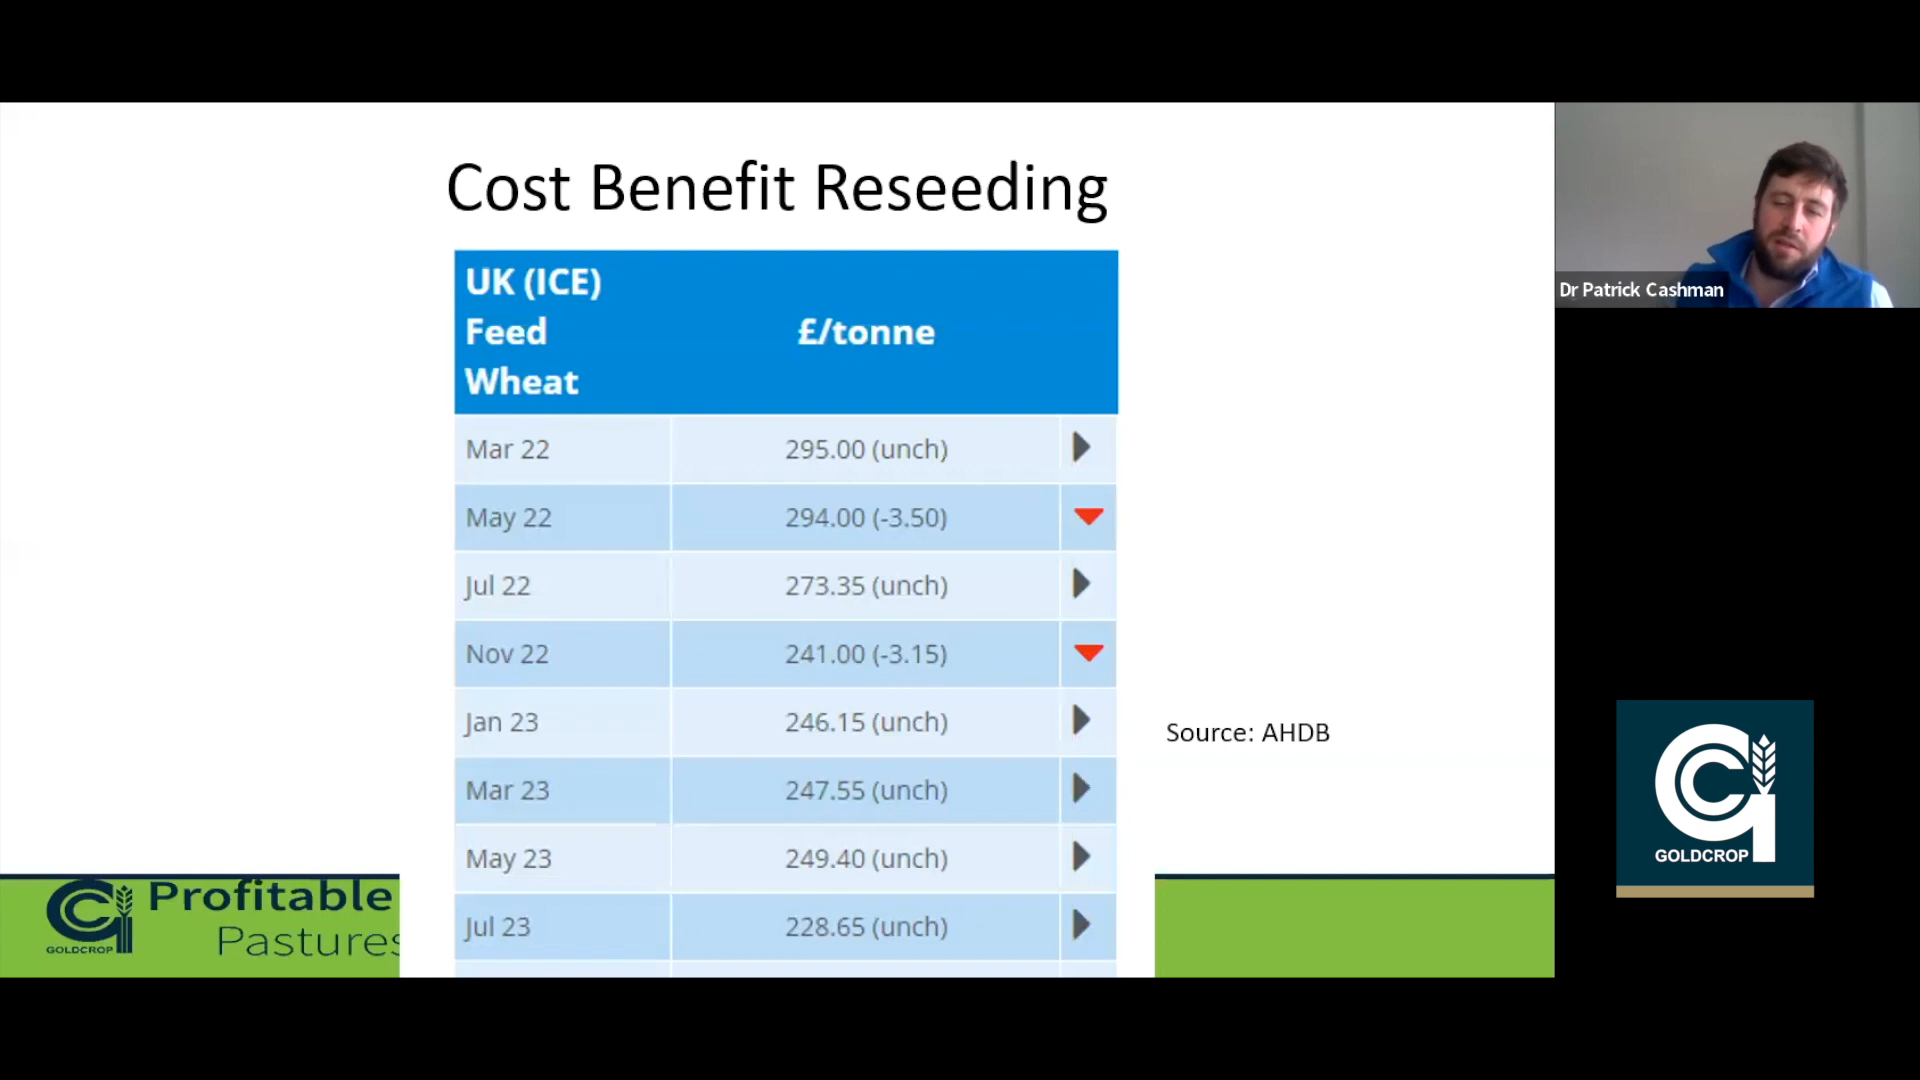 Cost Benefit Reseeding
UK (ICE)
Feed
Wheat
£/tonne
Mar 22 295.00 (unch)
May 22 294.00 (-3.50)
Jul 22 273.35 (unch)
Nov 22 241.00 (-3.15)
Jan 23 246.15 (unch)
Mar 23 247.55 (unch)
May 23 249.40 (unch)
Jul 23 228.65 (unch)
Source: AHDB
Dr Patrick Cashman
GOLDCROP
Profitable
Pastures
GOLDCROP